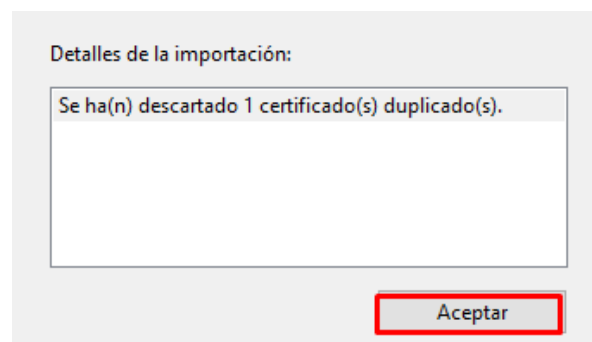 Detalles de la importación:
Se ha(n) descartado 1 certificado(s) duplicado(s).
Aceptar